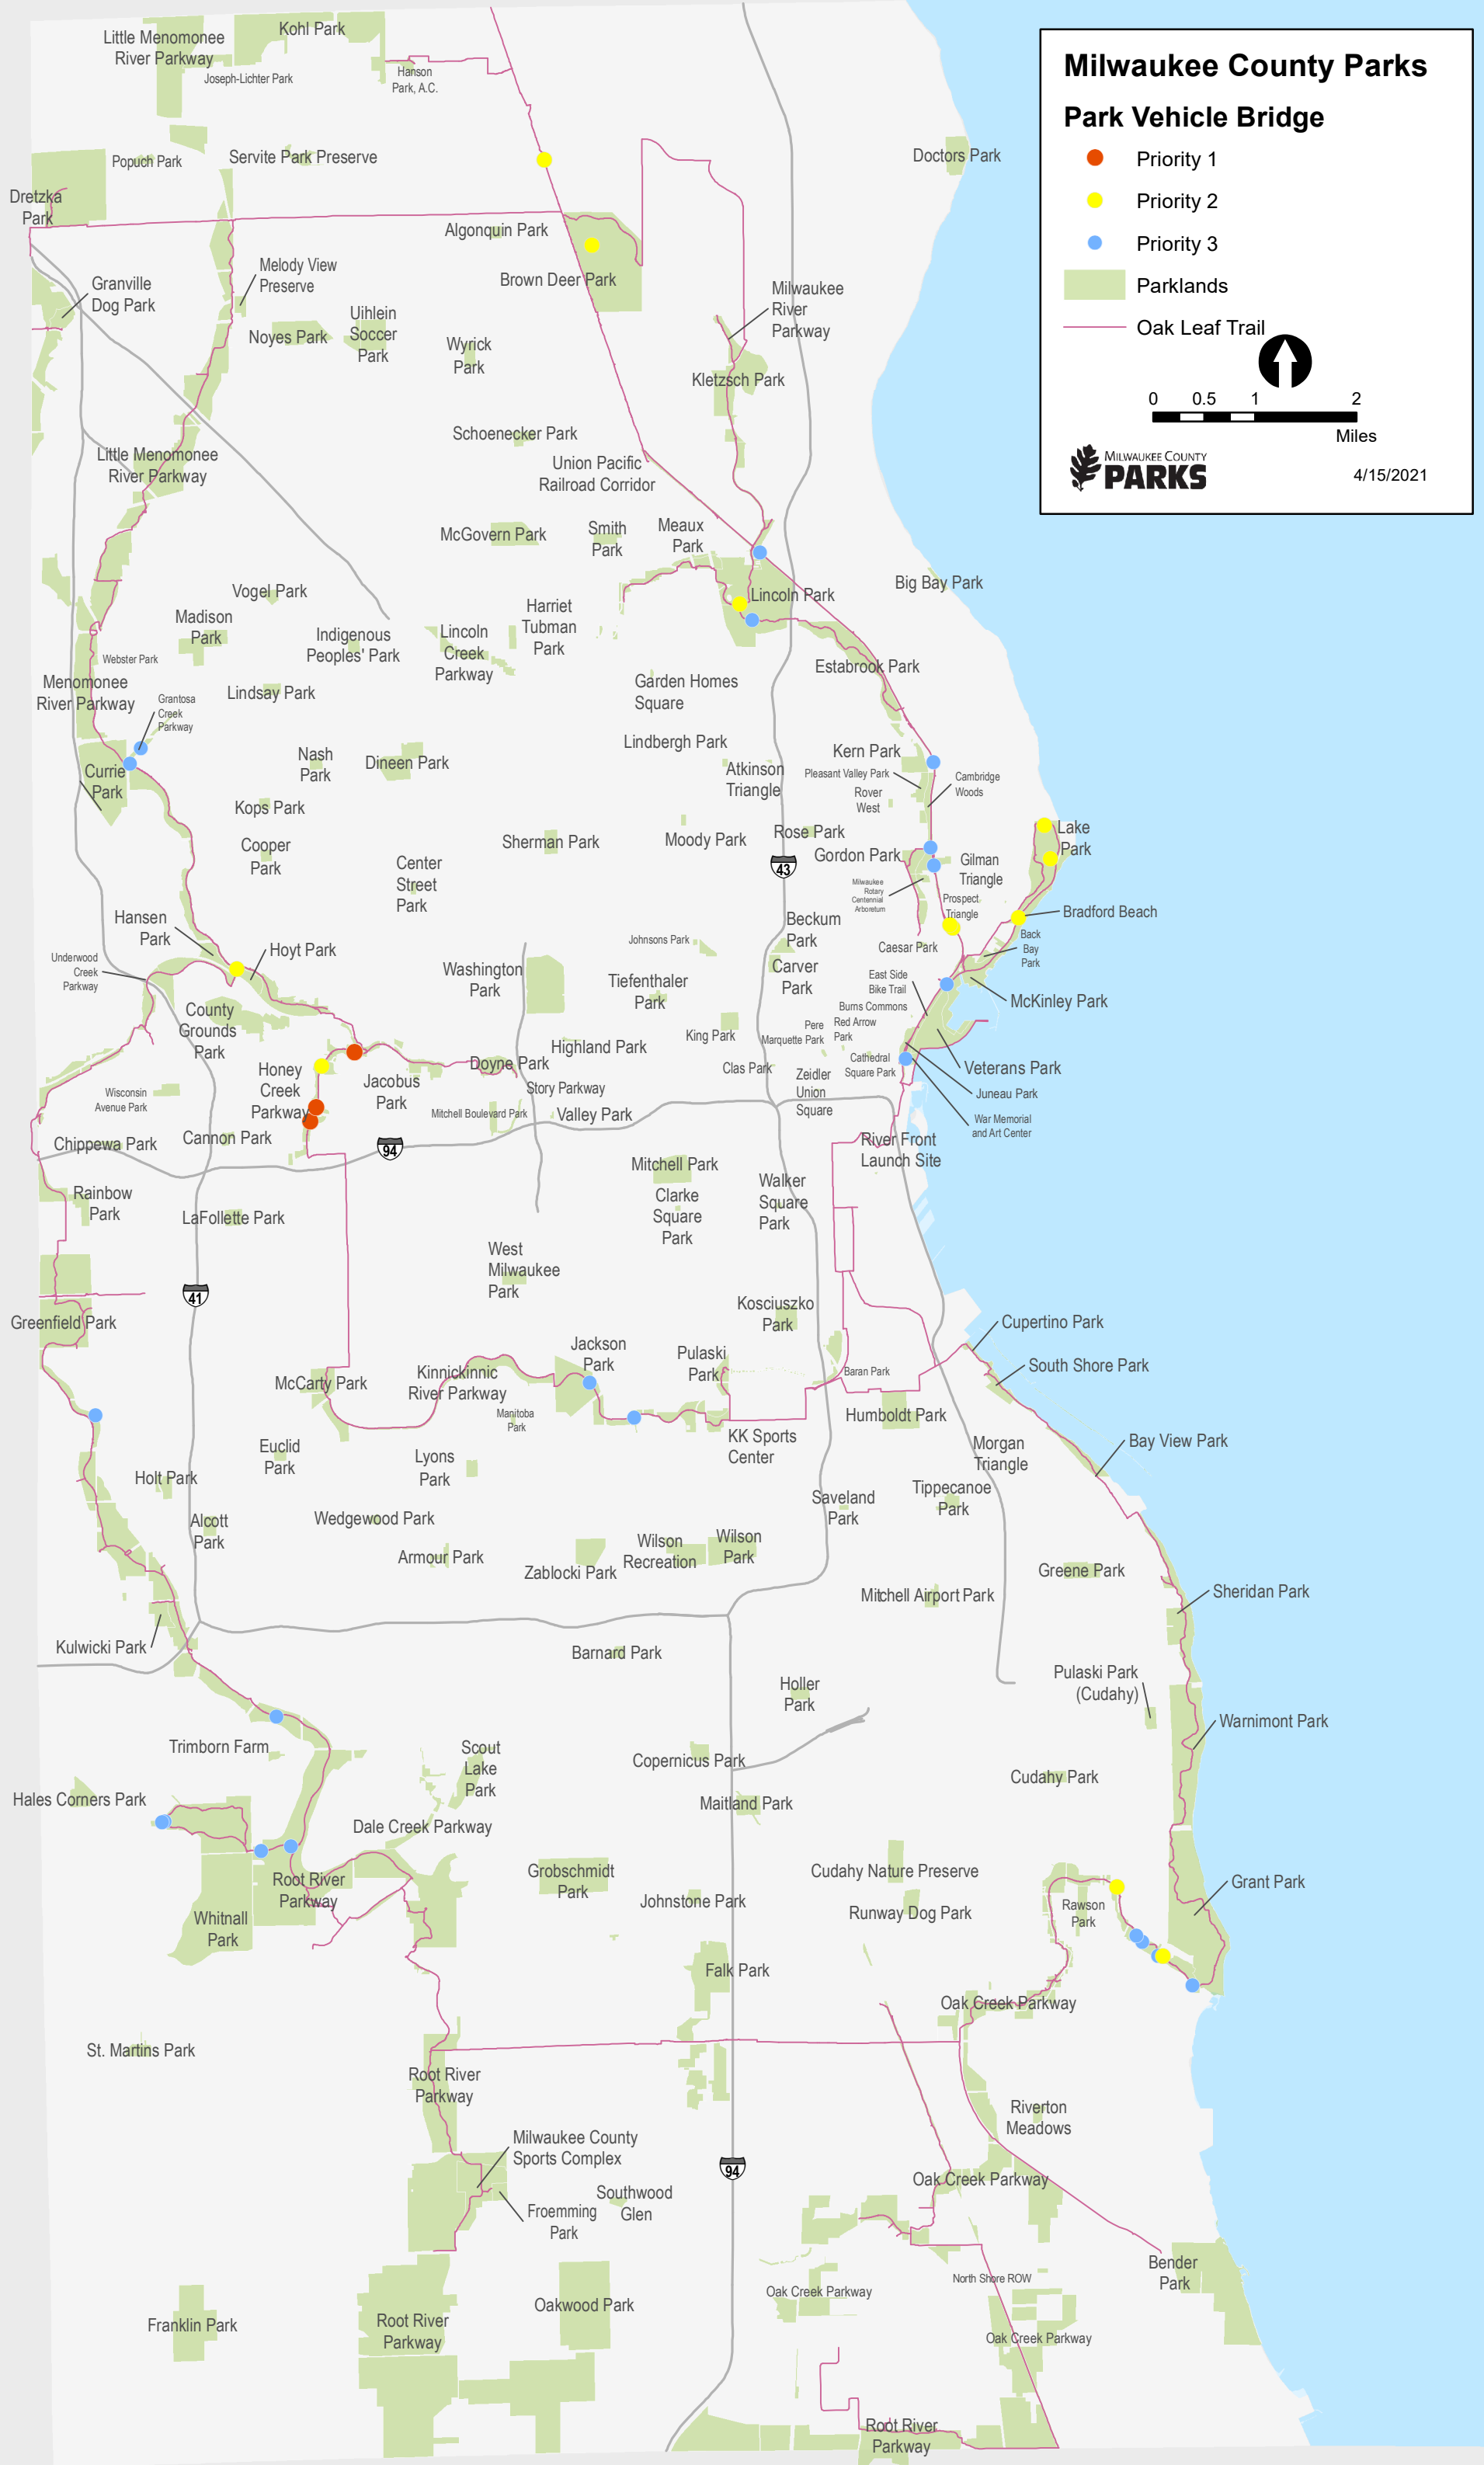 Milwaukee County Parks
Park Vehicle Bridge
Priority 1
Priority 2
Priority 3
Parklands
Oak Leaf Trail
0 0.5 1 2
Miles
MILWAUKEE COUNTY
PARKS
4/15/2021
Little Menomonee
River Parkway
Kohl Park
Joseph-Lichter Park
Hanson
Park, A.C.
Popuch Park
Servite Park Preserve
Doctors Park
Dretzka
Park
Algonquin Park
Brown Deer Park
Granville
Dog Park
Melody View
Preserve
Noyes Park
Uihlein
Soccer
Park
Wyrick
Park
Milwaukee
River
Parkway
Kletzsch Park
Schoenecker Park
Union Pacific
Railroad Corridor
Little Menomonee
River Parkway
McGovern Park
Smith
Park
Meaux
Park
Lincoln Park
Big Bay Park
Vogel Park
Madison
Park
Indigenous
Peoples' Park
Lincoln
Creek
Parkway
Harriet
Tubman
Park
Estabrook Park
Webster Park
Menomonee
River Parkway
Lindsay Park
Grantosa
Creek
Parkway
Garden Homes
Square
Lindbergh Park
Kern Park
Currie
Park
Nash
Park
Dineen Park
Atkinson
Triangle
Pleasant Valley Park
Cambridge
Woods
Rover
West
Kops Park
Cooper
Park
Sherman Park
Moody Park
Rose Park
Lake
Park
Center
Street
Park
43
Gordon Park
Gilman
Triangle
Milwaukee
Rotary
Centennial
Arboretum
Prospect
Triangle
Bradford Beach
Hansen
Park
Hoyt Park
Johnsons Park
Beckum
Park
Caesar Park
Back
Bay
Park
Underwood
Creek
Parkway
Washington
Park
Tiefenthaler
Park
Carver
Park
East Side
Bike Trail
McKinley Park
County
Grounds
Park
Burns Commons
King Park
Pere
Marquette Park
Red Arrow
Park
Highland Park
Doyne Park
Honey
Creek
Parkway
Jacobus
Park
Clas Park
Cathedral
Square Park
Veterans Park
Zeidler
Union
Square
Juneau Park
Wisconsin
Avenue Park
Story Parkway
Mitchell Boulevard Park
Valley Park
War Memorial
and Art Center
Chippewa Park
Cannon Park
94
River Front
Launch Site
Mitchell Park
Rainbow
Park
LaFollette Park
Clarke
Square
Park
Walker
Square
Park
West
Milwaukee
Park
41
Greenfield Park
Kosciuszko
Park
Cupertino Park
South Shore Park
McCarty Park
Kinnickinnic
River Parkway
Jackson
Park
Pulaski
Park
Baran Park
Manitoba
Park
Humboldt Park
KK Sports
Center
Morgan
Triangle
Bay View Park
Euclid
Park
Lyons
Park
Holt Park
Tippecanoe
Park
Saveland
Park
Alcott
Park
Wedgewood Park
Armour Park
Zablocki Park
Wilson
Recreation
Wilson
Park
Greene Park
Mitchell Airport Park
Sheridan Park
Kulwicki Park
Barnard Park
Holler
Park
Pulaski Park
(Cudahy)
Warnimont Park
Trimborn Farm
Scout
Lake
Park
Copernicus Park
Cudahy Park
Hales Corners Park
Maitland Park
Dale Creek Parkway
Root River
Parkway
Whitnall
Park
Grobschmidt
Park
Johnstone Park
Cudahy Nature Preserve
Runway Dog Park
Rawson
Park
Grant Park
Falk Park
Oak Creek Parkway
St. Martins Park
Root River
Parkway
Riverton
Meadows
Milwaukee County
Sports Complex
94
Oak Creek Parkway
Froemming
Park
Southwood
Glen
Bender
Park
North Shore ROW
Oak Creek Parkway
Franklin Park
Root River
Parkway
Oakwood Park
Oak Creek Parkway
Root River
Parkway